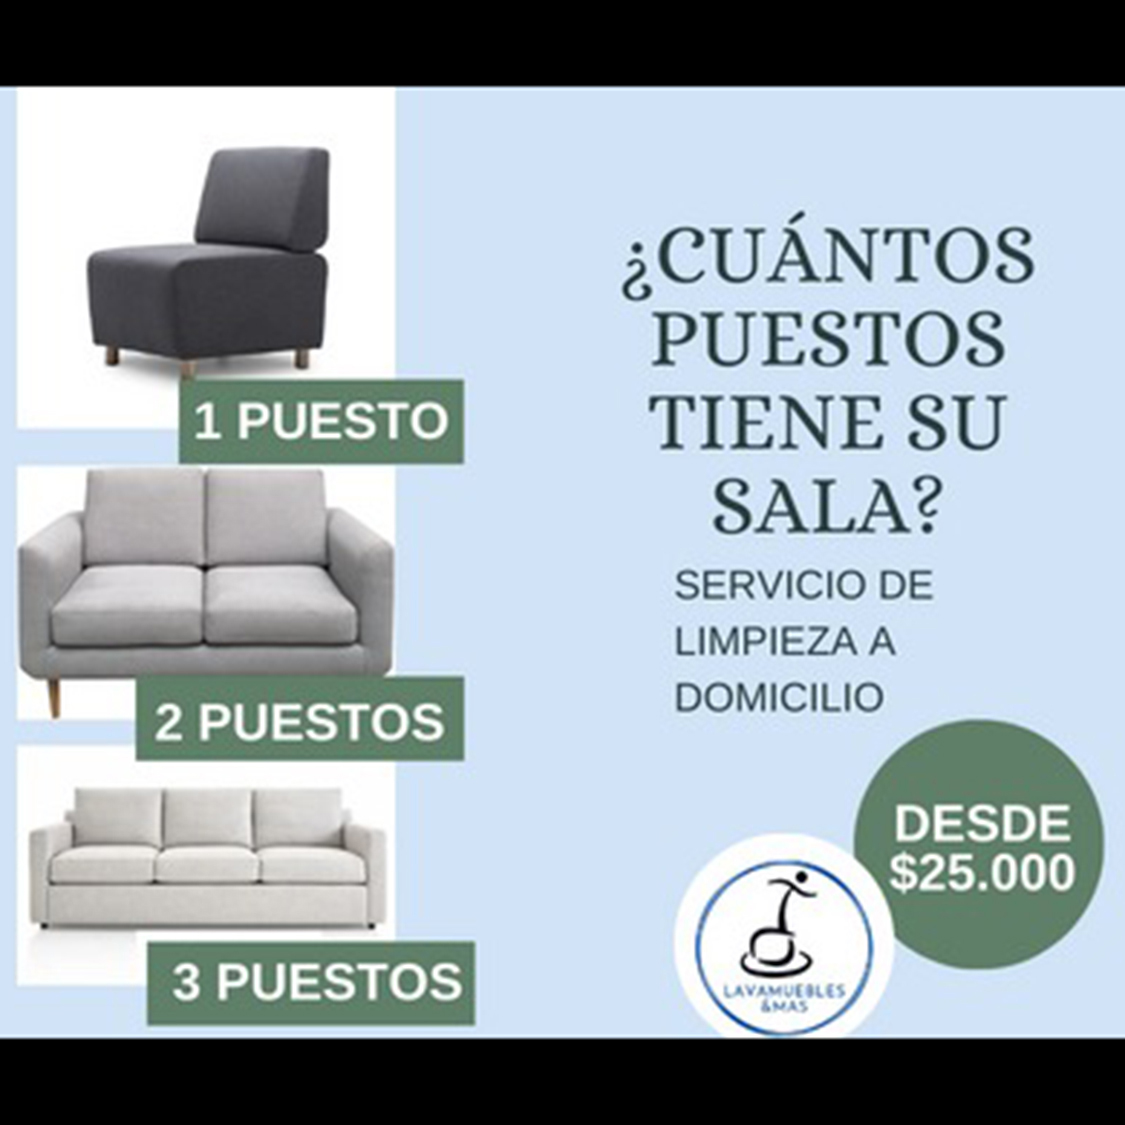 1 PUESTO
2 PUESTOS
3 PUESTOS
¿CUÁNTOS
PUESTOS
TIENE SU
SALA?
SERVICIO DE
LIMPIEZA A
DOMICILIO
DESDE
$25.000
LAVAMUEBLES
&MAS